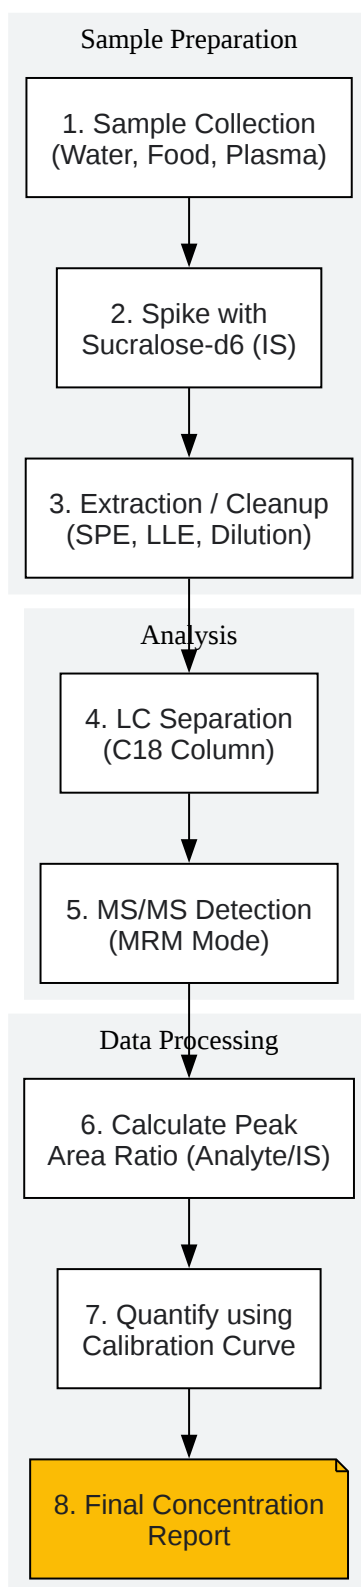 Sample Preparation
1. Sample Collection
(Water, Food, Plasma)
2. Spike with
Sucralose-d6 (IS)
3. Extraction / Cleanup
(SPE, LLE, Dilution)
Analysis
4. LC Separation
(C18 Column)
5. MS/MS Detection
(MRM Mode)
Data Processing
6. Calculate Peak
Area Ratio (Analyte/IS)
7. Quantify using
Calibration Curve
8. Final Concentration
Report